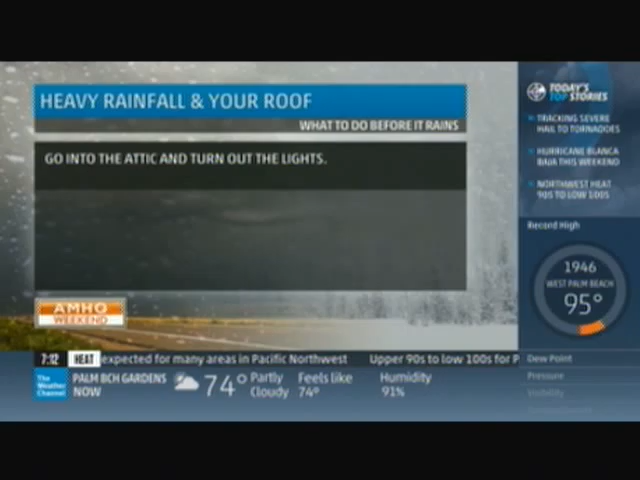 HEAVY RAINFALL & YOUR ROOF
WHAT TO DO BEFORE IT RAINS
GO INTO THE ATTIC AND TURN OUT THE LIGHTS.
AMHQ
WEEKEND
TODAY'S
TOP STORIES
TRACKING SEVERE
HAIL TO TORNADOES
HURRICANE BLANCA
BAJA THIS WEEKEND
NORTHWEST HEAT
90S TO LOW 100S
Record High
1946
WEST PALM BEACH
95°
Dew Point
Pressure
Visibility
7:12 HEAT expected for many areas in Pacific Northwest Upper 90s to low 100s for P
The
Weather
Channel
PALM BCH GARDENS
NOW
74° Partly
Cloudy
Feels like
74°
Humidity
91%